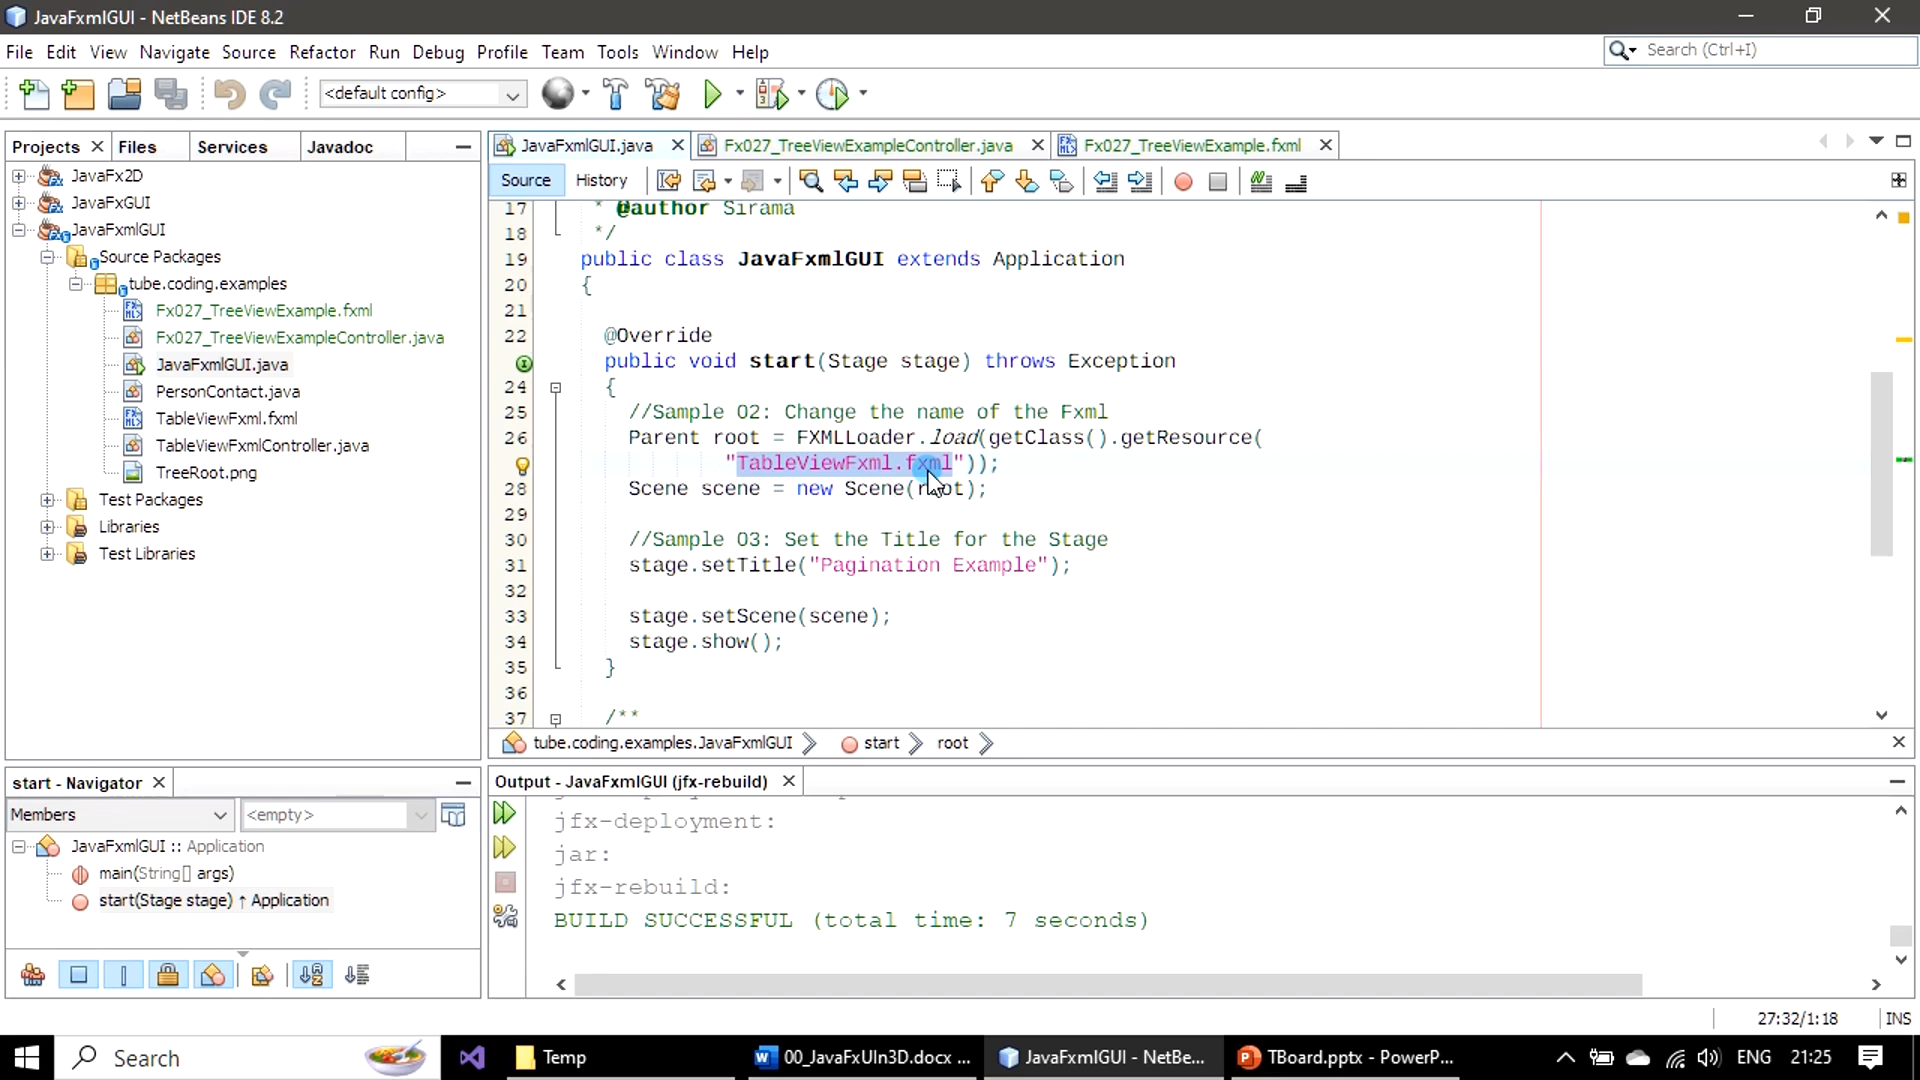 JavaFxmlGUI - NetBeans IDE 8.2
File Edit View Navigate Source Refactor Run Debug Profile Team Tools Window Help
Search (Ctrl+I)
<default config>
Projects Files Services Javadoc
JavaFxmlGUI.java Fx027_TreeViewExampleController.java Fx027_TreeViewExample.fxml
Source History
JavaFx2D
JavaFxGUI
JavaFxmlGUI
Source Packages
tube.coding.examples
Fx027_TreeViewExample.fxml
Fx027_TreeViewExampleController.java
JavaFxmlGUI.java
PersonContact.java
TableViewFxml.fxml
TableViewFxmlController.java
TreeRoot.png
Test Packages
Libraries
Test Libraries
17 * @author Sirama
18 */
19 public class JavaFxmlGUI extends Application
20 {
21
22 @Override
public void start(Stage stage) throws Exception
24 {
25 //Sample 02: Change the name of the Fxml
26 Parent root = FXMLLoader.load(getClass().getResource(
"TableViewFxml.fxml"));
28 Scene scene = new Scene(root);
29
30 //Sample 03: Set the Title for the Stage
31 stage.setTitle("Pagination Example");
32
33 stage.setScene(scene);
34 stage.show();
35 }
36
37 /**
tube.coding.examples.JavaFxmlGUI start root
start - Navigator
Members <empty>
JavaFxmlGUI :: Application
main(String[] args)
start(Stage stage) ↑ Application
Output - JavaFxmlGUI (jfx-rebuild)
jfx-deployment:
jar:
jfx-rebuild:
BUILD SUCCESSFUL (total time: 7 seconds)
27:32/1:18 INS
Search
Temp
00_JavaFxUIn3D.docx ...
JavaFxmlGUI - NetBe...
TBoard.pptx - PowerP...
ENG 21:25